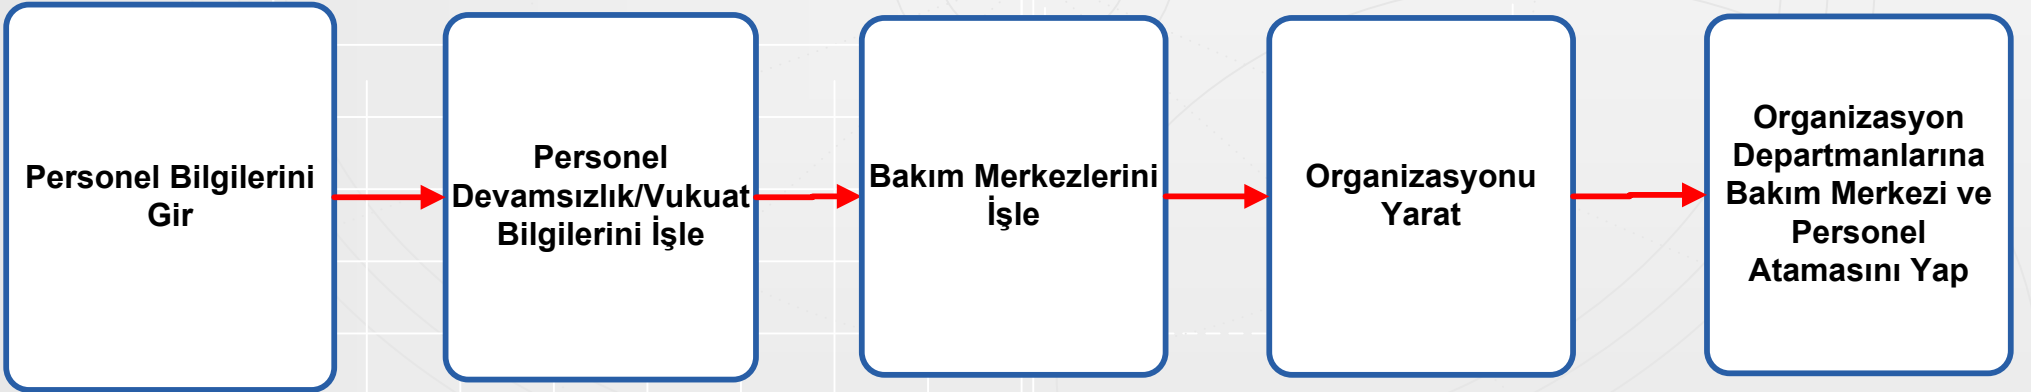 Personel Bilgilerini
Gir
Personel
Devamsızlık/Vukuat
Bilgilerini İşle
Bakım Merkezlerini
İşle
Organizasyonu
Yarat
Organizasyon
Departmanlarına
Bakım Merkezi ve
Personel
Atamasını Yap